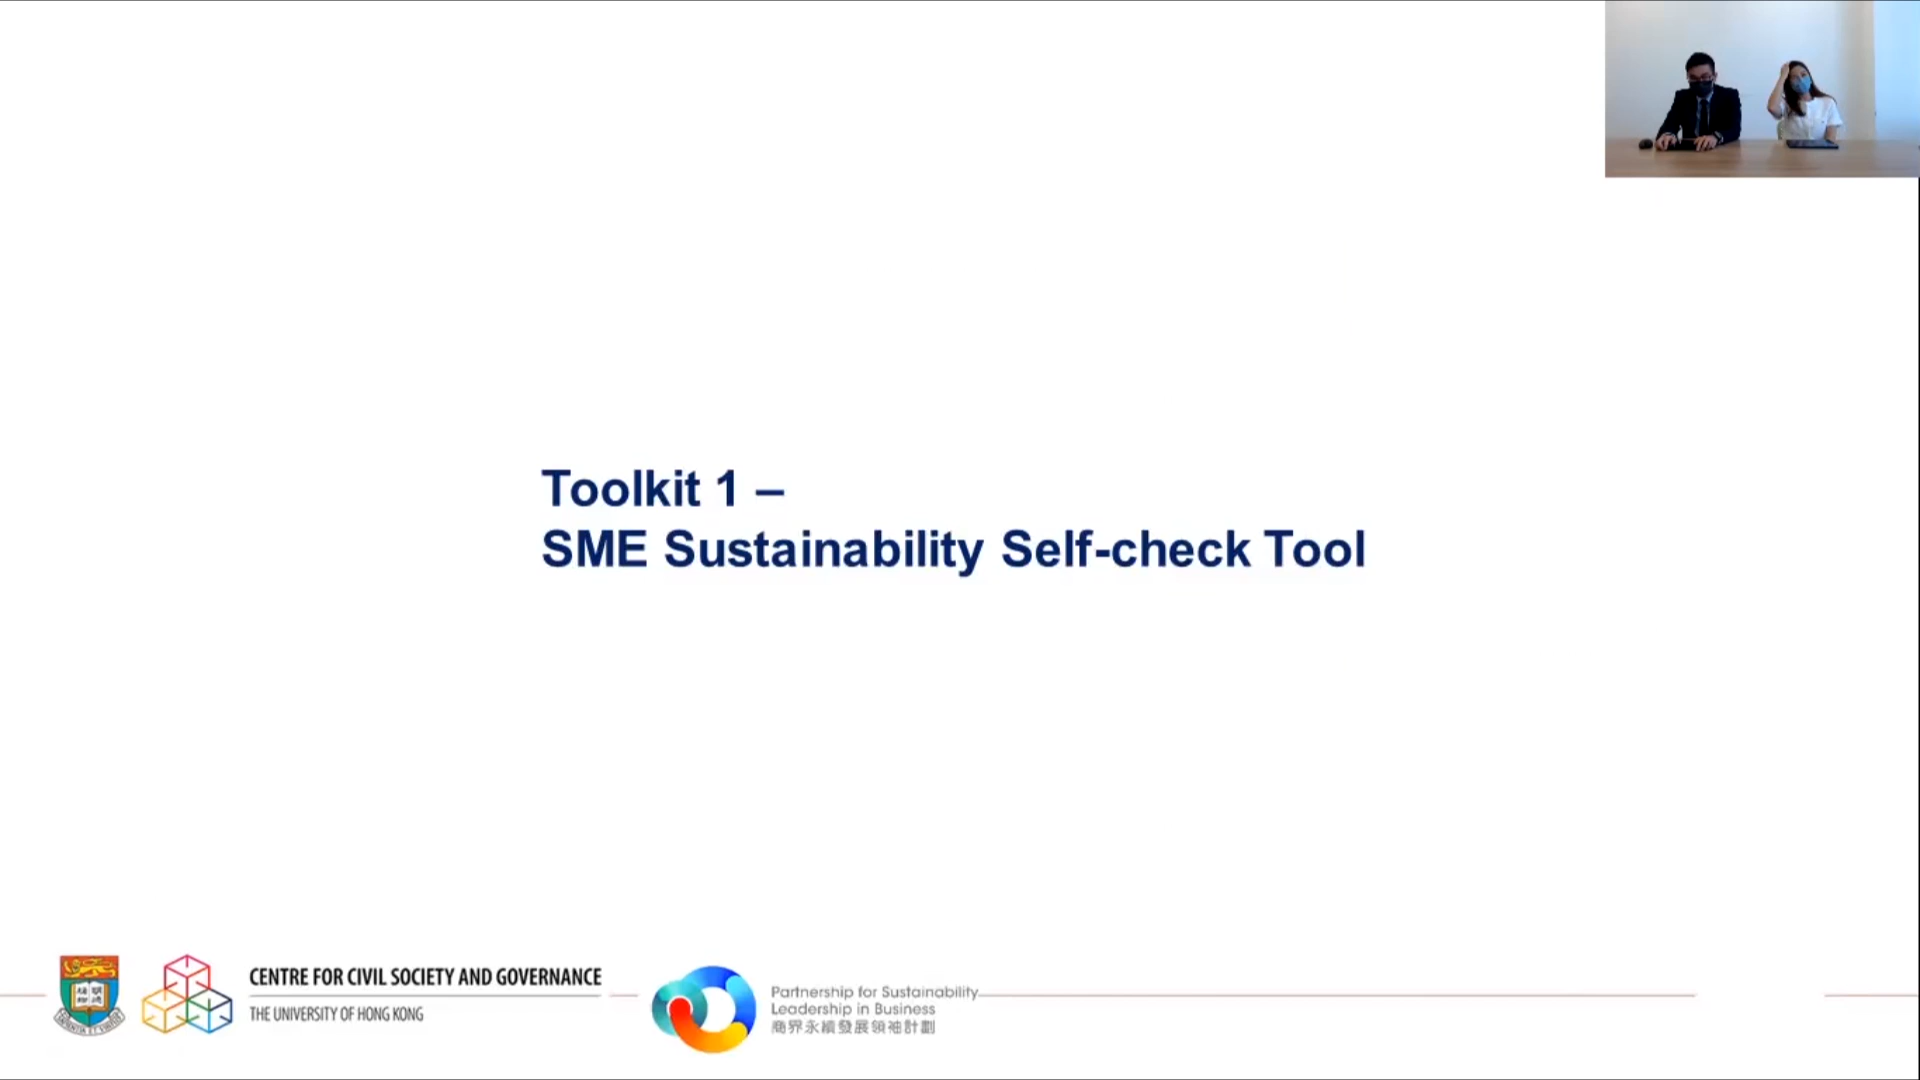 Toolkit 1 –
SME Sustainability Self-check Tool
CENTRE FOR CIVIL SOCIETY AND GOVERNANCE
THE UNIVERSITY OF HONG KONG
Partnership for Sustainability
Leadership in Business
商界永續發展領袖計劃